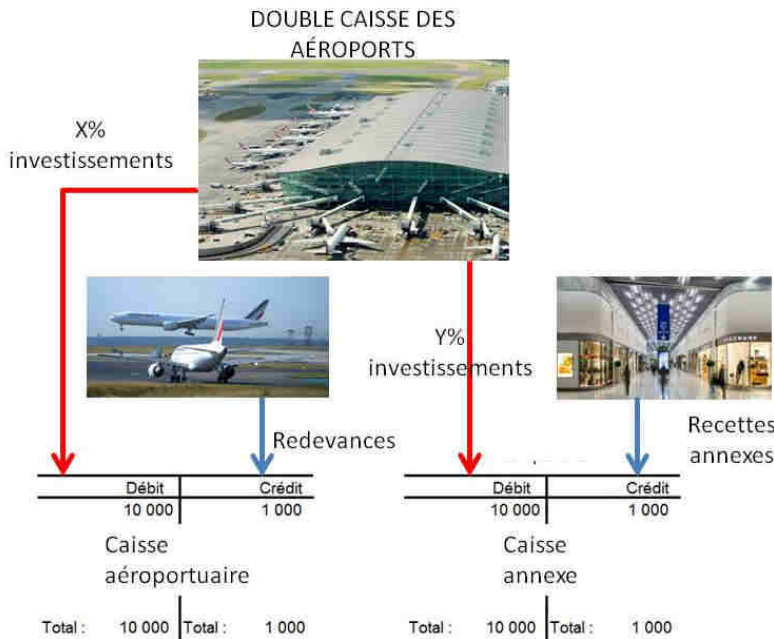 DOUBLE CAISSE DES
AÉROPORTS
X%
investissements
Y%
investissements
Redevances
Recettes
annexes
Débit Crédit
10 000 1 000
Caisse
aéroportuaire
Total : 10 000 Total : 1 000
Débit Crédit
10 000 1 000
Caisse
annexe
Total : 10 000 Total : 1 000